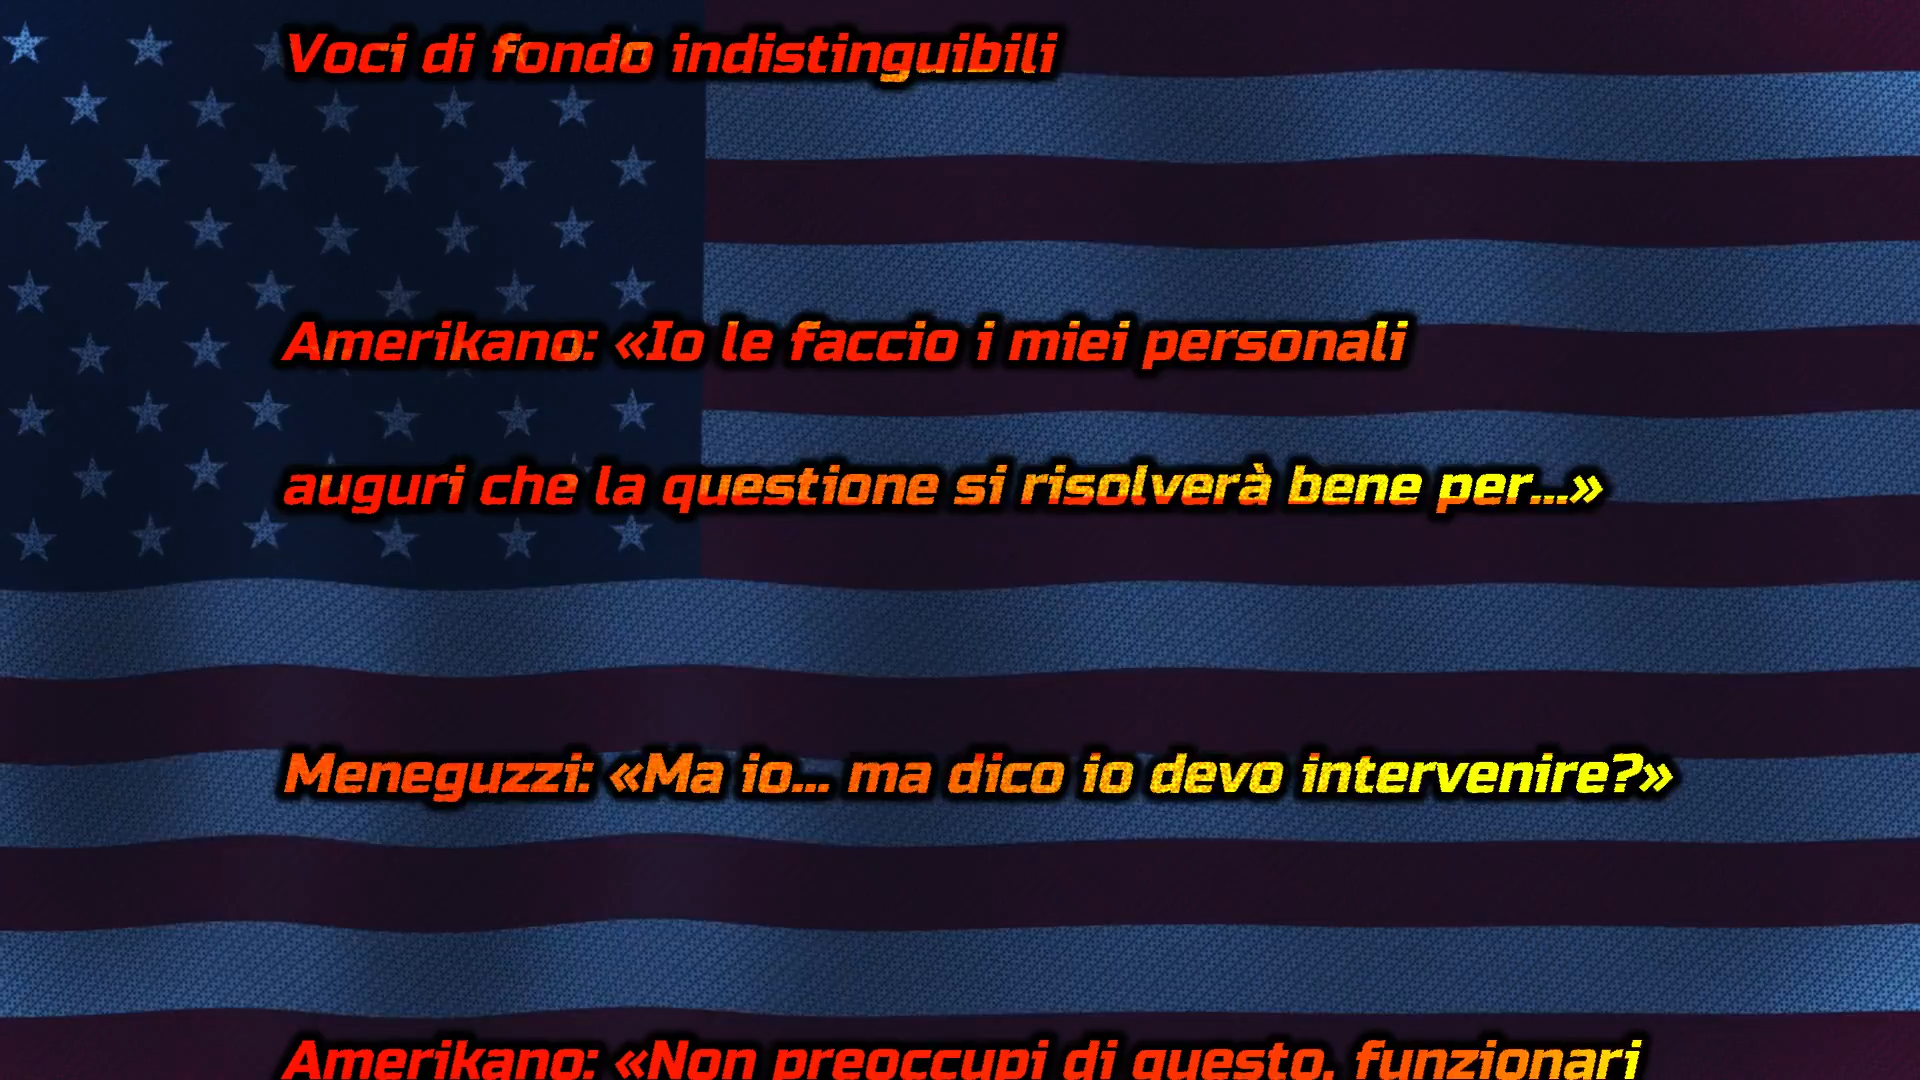 Voci di fondo indistinguibili
Amerikano: «Io le faccio i miei personali
auguri che la questione si risolverà bene per...»
Meneguzzi: «Ma io... ma dico io devo intervenire?»
Amerikano: «Non preoccupi di questo, funzionari